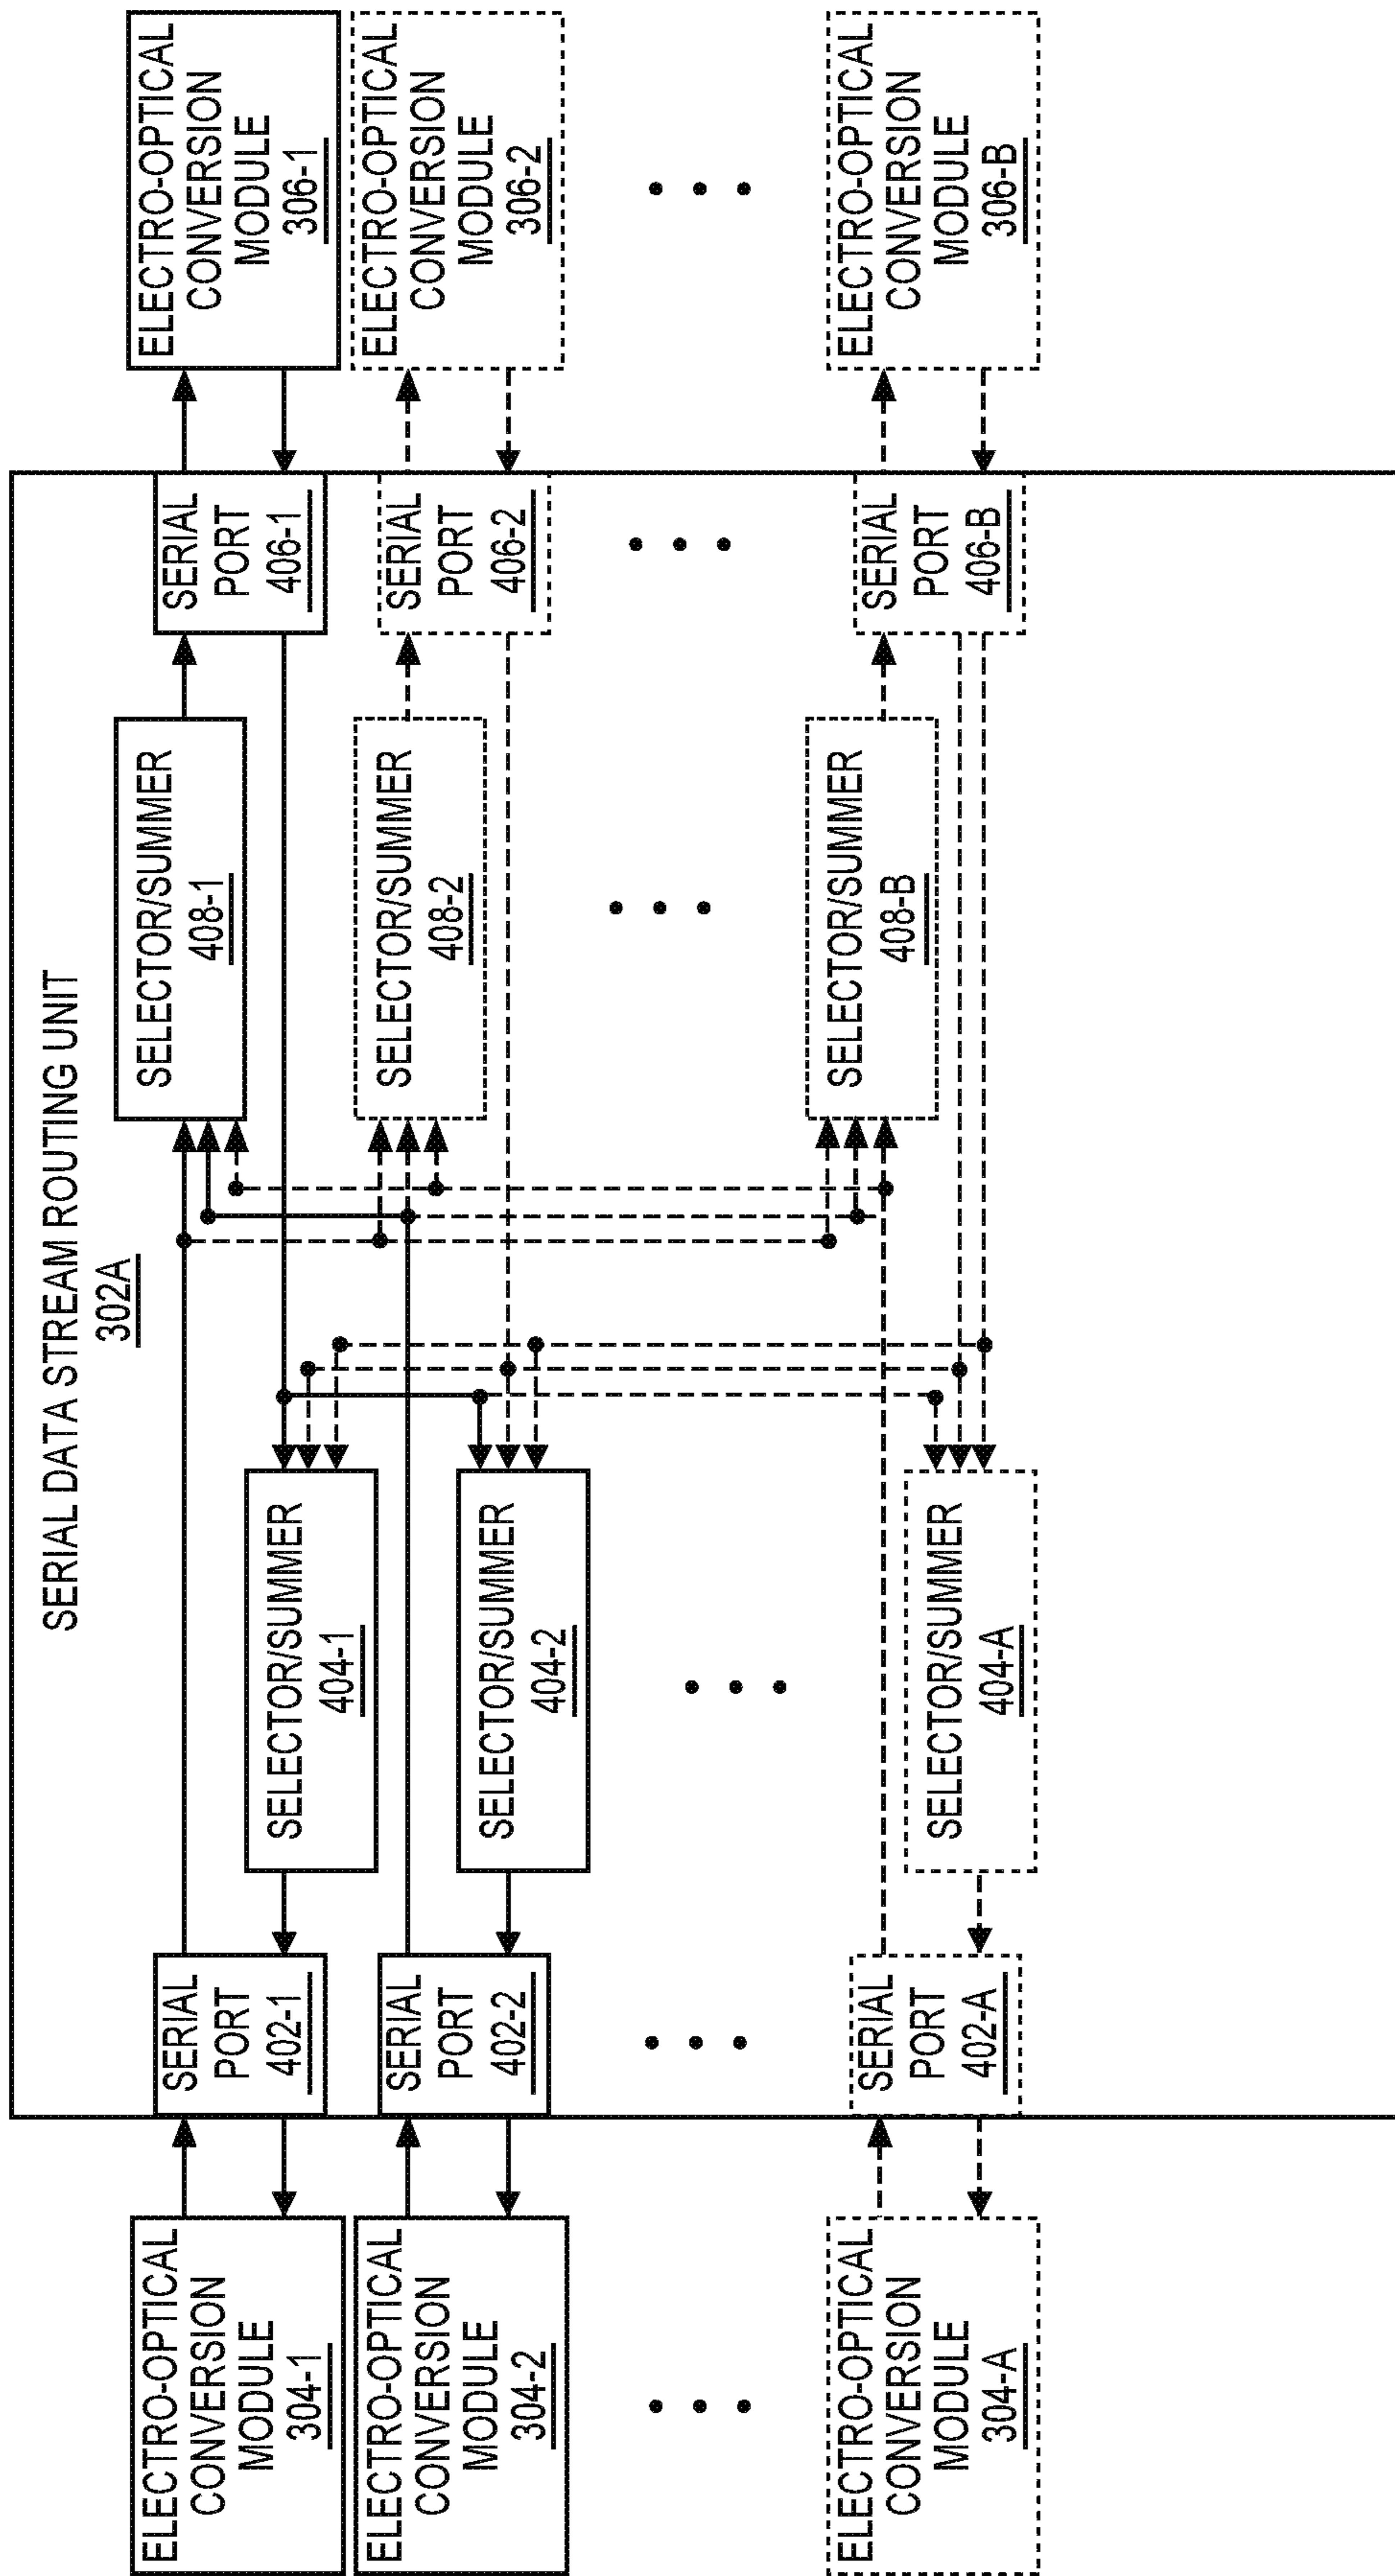 SERIAL DATA STREAM ROUTING UNIT
302A
ELECTRO-OPTICAL
CONVERSION
MODULE
304-1
SERIAL
PORT
402-1
SELECTOR/SUMMER
404-1
SELECTOR/SUMMER
408-1
SERIAL
PORT
406-1
ELECTRO-OPTICAL
CONVERSION
MODULE
306-1
ELECTRO-OPTICAL
CONVERSION
MODULE
304-2
SERIAL
PORT
402-2
SELECTOR/SUMMER
404-2
SELECTOR/SUMMER
408-2
SERIAL
PORT
406-2
ELECTRO-OPTICAL
CONVERSION
MODULE
306-2
ELECTRO-OPTICAL
CONVERSION
MODULE
304-A
SERIAL
PORT
402-A
SELECTOR/SUMMER
404-A
SELECTOR/SUMMER
408-B
SERIAL
PORT
406-B
ELECTRO-OPTICAL
CONVERSION
MODULE
306-B